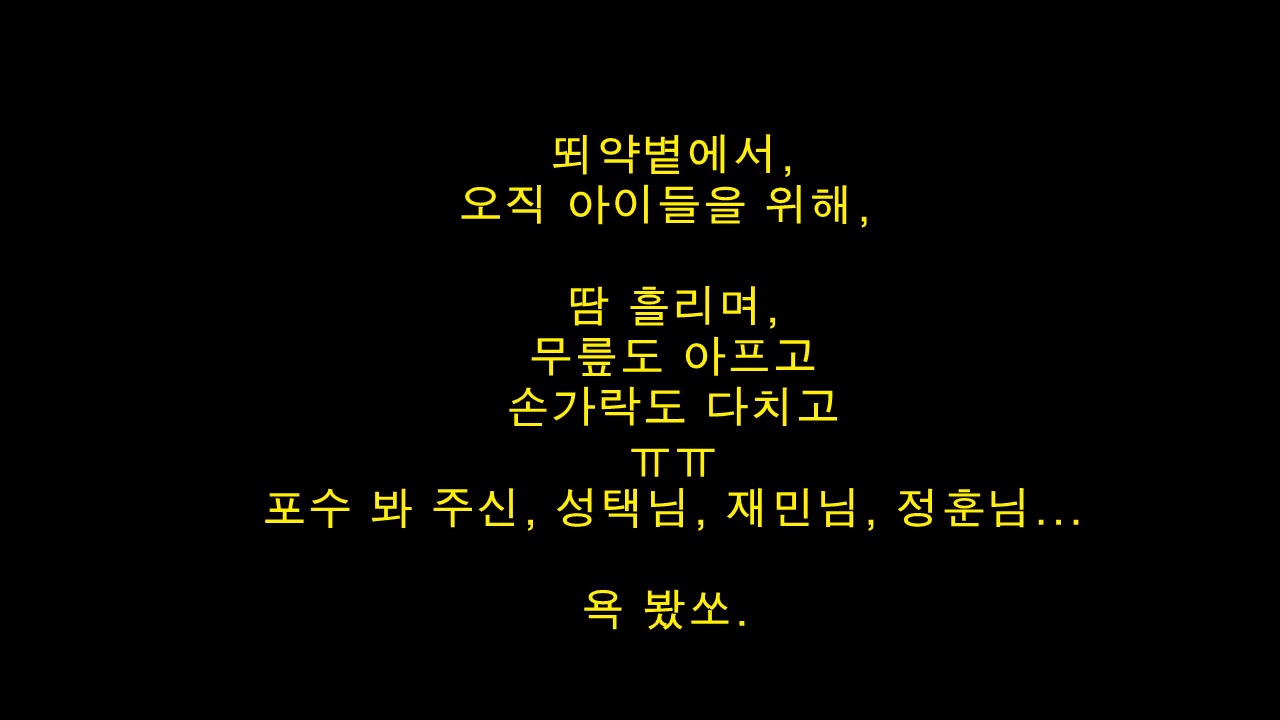 뙤약볕에서,
오직 아이들을 위해,
땀 흘리며,
무릎도 아프고
손가락도 다치고
ㅠㅠ
포수 봐 주신, 성택님, 재민님, 정훈님...
욕 봤쏘.